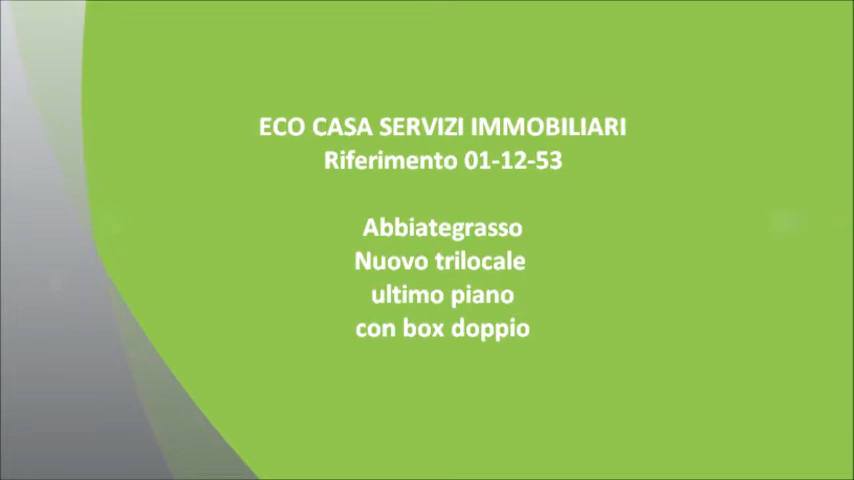 ECO CASA SERVIZI IMMOBILIARI
Riferimento 01-12-53
Abbiategrasso
Nuovo trilocale
ultimo piano
con box doppio